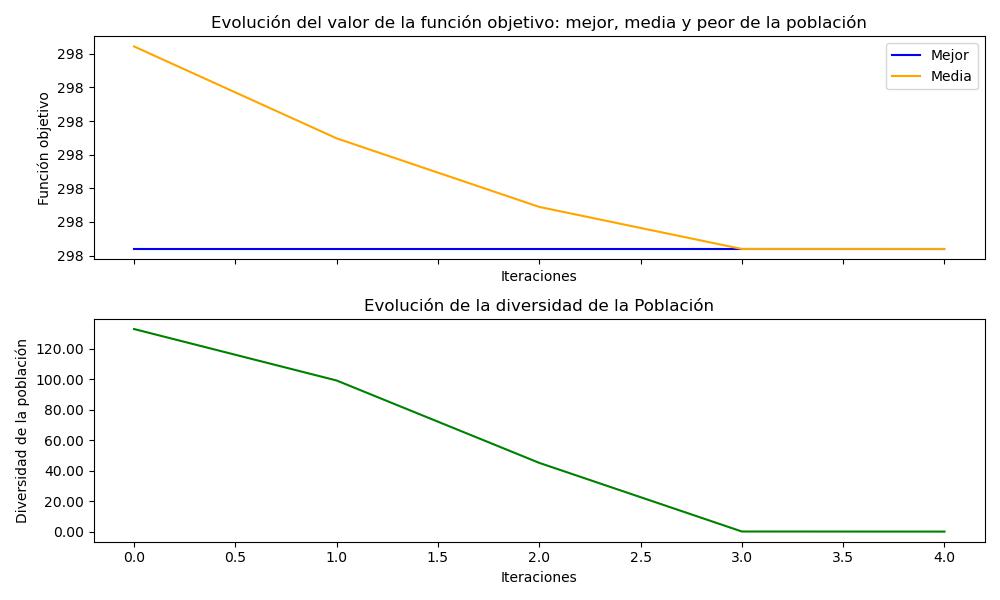 Evolución del valor de la función objetivo: mejor, media y peor de la población
298
298
298
298
298
298
298
Función objetivo
Mejor
Media
Iteraciones
Evolución de la diversidad de la Población
120.00
100.00
80.00
60.00
40.00
20.00
0.00
Diversidad de la población
0.0 0.5 1.0 1.5 2.0 2.5 3.0 3.5 4.0
Iteraciones